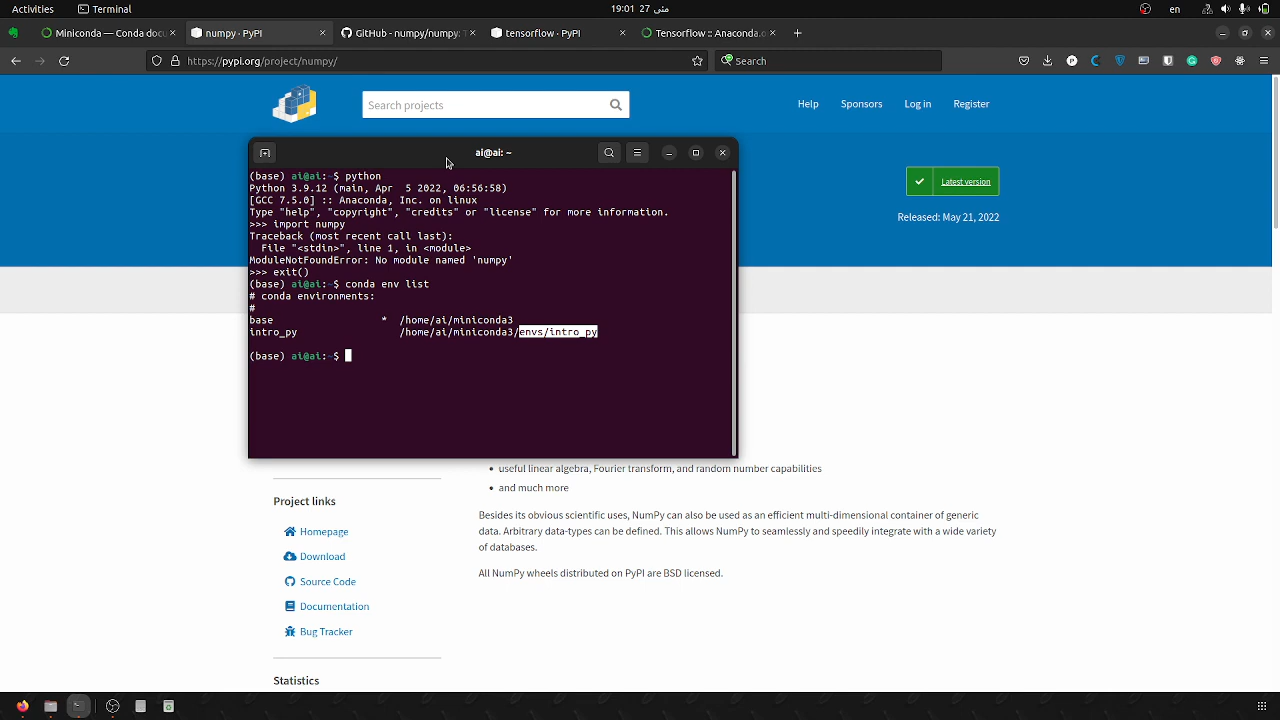 Activities
Terminal
19:01 27 متى
en
Miniconda — Conda docu
numpy · PyPI
GitHub - numpy/numpy: T
tensorflow · PyPI
Tensorflow :: Anaconda.o
https://pypi.org/project/numpy/
Search
Search projects
Help
Sponsors
Log in
Register
ai@ai: ~
Latest version
Released: May 21, 2022
(base) ai@ai:~$ python
Python 3.9.12 (main, Apr  5 2022, 06:56:58)
[GCC 7.5.0] :: Anaconda, Inc. on linux
Type "help", "copyright", "credits" or "license" for more information.
>>> import numpy
Traceback (most recent call last):
  File "<stdin>", line 1, in <module>
ModuleNotFoundError: No module named 'numpy'
>>> exit()
(base) ai@ai:~$ conda env list
# conda environments:
#
base                  *  /home/ai/miniconda3
intro_py                 /home/ai/miniconda3/envs/intro_py
(base) ai@ai:~$
useful linear algebra, Fourier transform, and random number capabilities
and much more
Besides its obvious scientific uses, NumPy can also be used as an efficient multi-dimensional container of generic
data. Arbitrary data-types can be defined. This allows NumPy to seamlessly and speedily integrate with a wide variety
of databases.
All NumPy wheels distributed on PyPI are BSD licensed.
Project links
Homepage
Download
Source Code
Documentation
Bug Tracker
Statistics